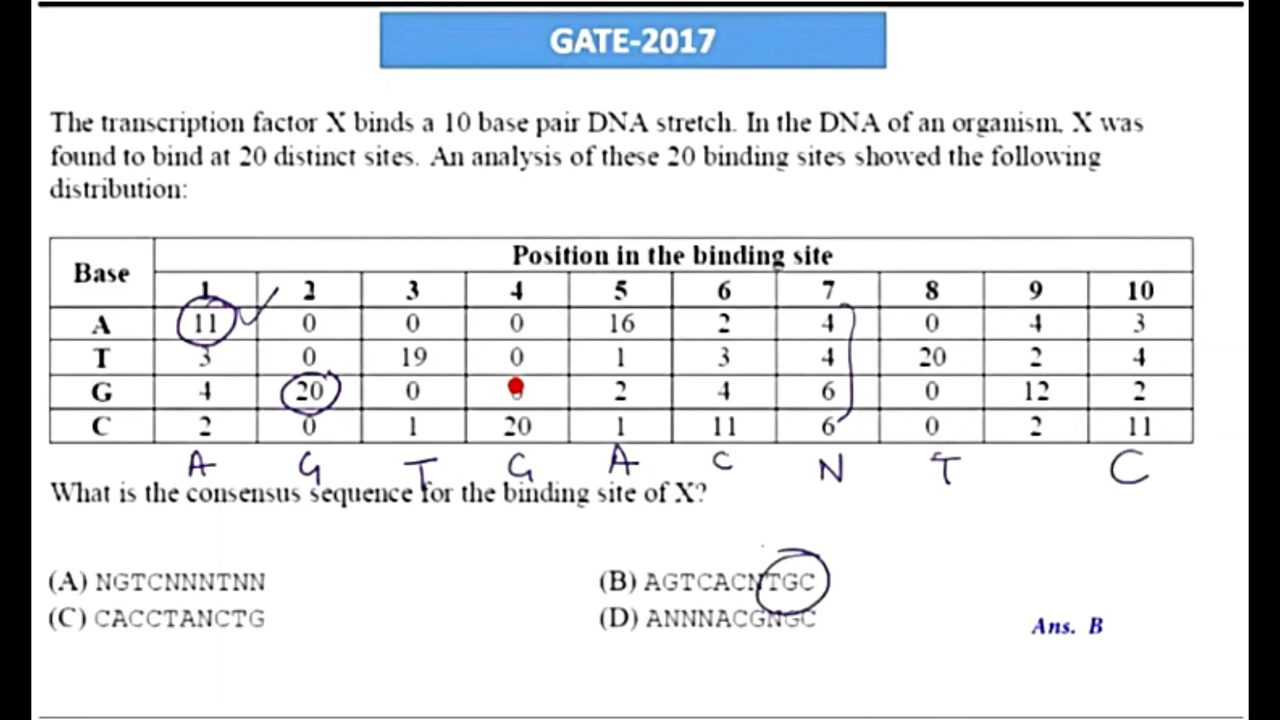 GATE-2017
The transcription factor X binds a 10 base pair DNA stretch. In the DNA of an organism, X was
found to bind at 20 distinct sites. An analysis of these 20 binding sites showed the following
distribution:
Base Position in the binding site
1 2 3 4 5 6 7 8 9 10
A 11 0 0 0 16 2 4 0 4 3
T 3 0 19 0 1 3 4 20 2 4
G 4 20 0 2 4 6 0 12 2
C 2 0 1 20 1 11 6 0 2 11
A G T G A C N T C
What is the consensus sequence for the binding site of X?
(A) NGTCNNNTNN (B) AGTCACNTGC
(C) CACCTANCTG (D) ANNNACGNGC
Ans. B